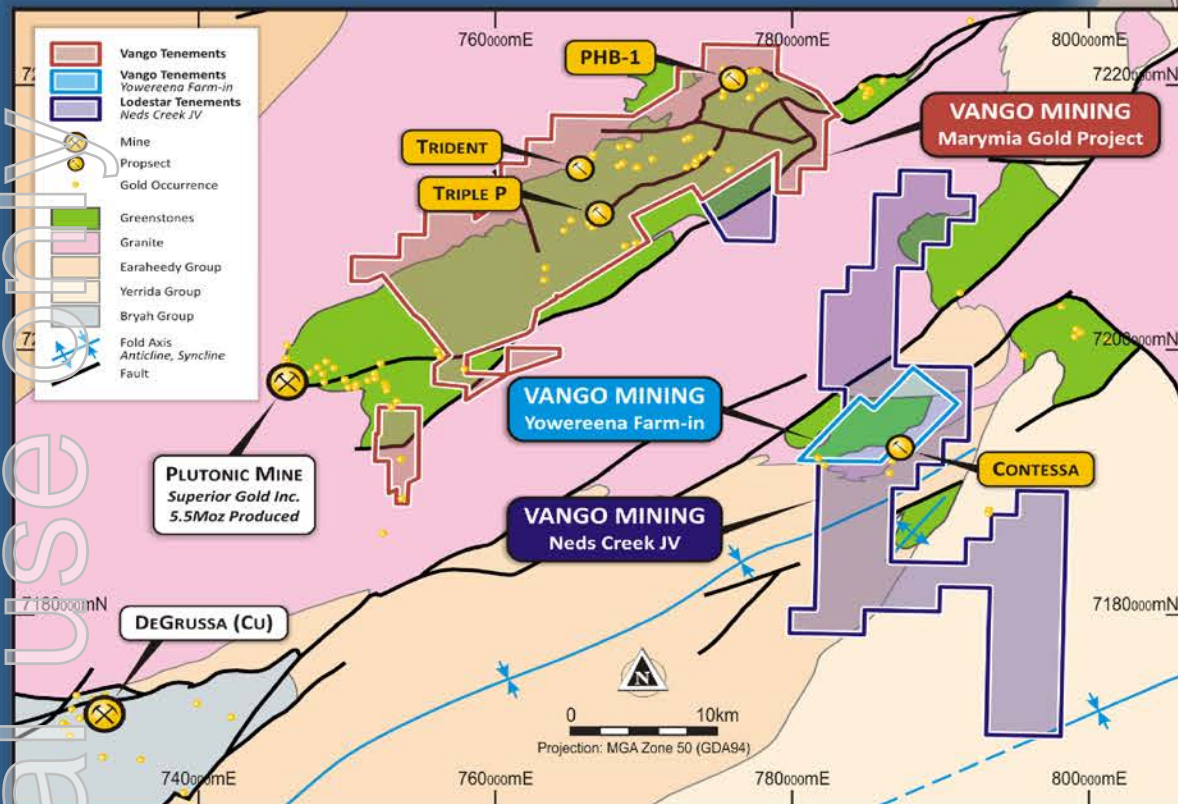 760000mE
780000mE
800000mE
7220000mN
Vango Tenements
Vango Tenements
Yowereena Farm-in
Lodestar Tenements
Neds Creek JV
Mine
Propsect
Gold Occurrence
Greenstones
Granite
Earaheedy Group
Yerrida Group
Bryah Group
Fold Axis
Anticline, Syncline
Fault
PHB-1
TRIDENT
TRIPLE P
VANGO MINING
Marymia Gold Project
7200000mN
VANGO MINING
Yowereena Farm-in
CONTESSA
PLUTONIC MINE
Superior Gold Inc.
5.5Moz Produced
VANGO MINING
Neds Creek JV
7180000mN
7180000mN
DEGRUSSA (CU)
N
0 10km
Projection: MGA Zone 50 (GDA94)
740000mE
760000mE
780000mE
800000mE
al use only